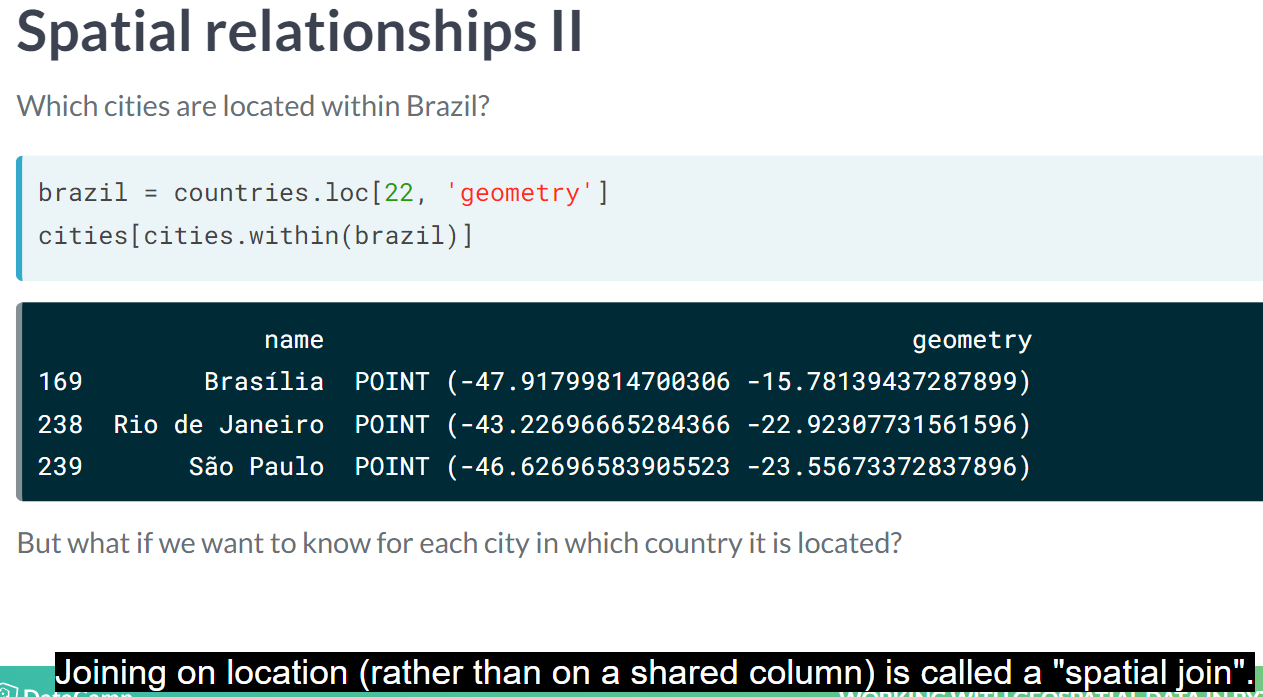 Spatial relationships II
Which cities are located within Brazil?
brazil = countries.loc[22, 'geometry']
cities[cities.within(brazil)]
name geometry
169 Brasília POINT (-47.91799814700306 -15.78139437287899)
238 Rio de Janeiro POINT (-43.22696665284366 -22.92307731561596)
239 São Paulo POINT (-46.62696583905523 -23.55673372837896)
But what if we want to know for each city in which country it is located?
Joining on location (rather than on a shared column) is called a "spatial join".
DataCamp